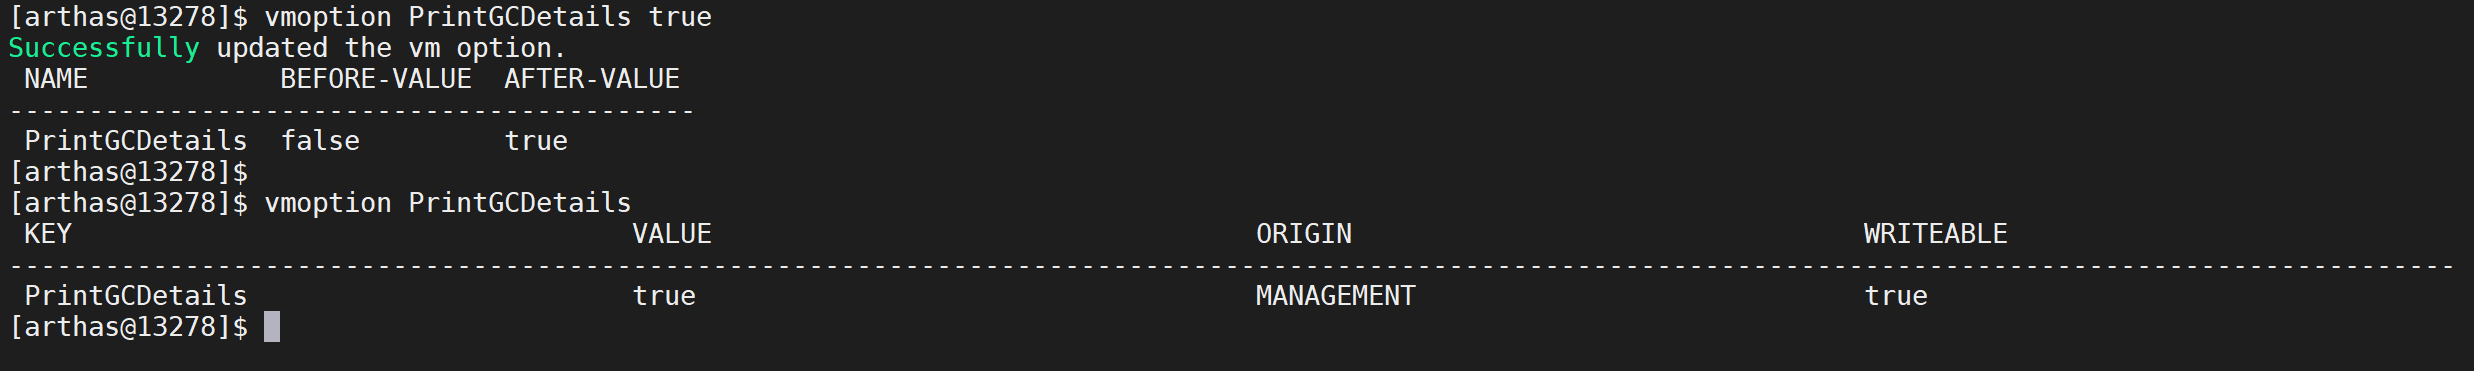 [arthas@13278]$ vmoption PrintGCDetails true
Successfully updated the vm option.
NAME BEFORE-VALUE AFTER-VALUE
-------------------------------------------
PrintGCDetails false true
[arthas@13278]$
[arthas@13278]$ vmoption PrintGCDetails
KEY VALUE ORIGIN WRITEABLE
---------------------------------------------------------------------------------------------------------------------------------------------------------
PrintGCDetails true MANAGEMENT true
[arthas@13278]$